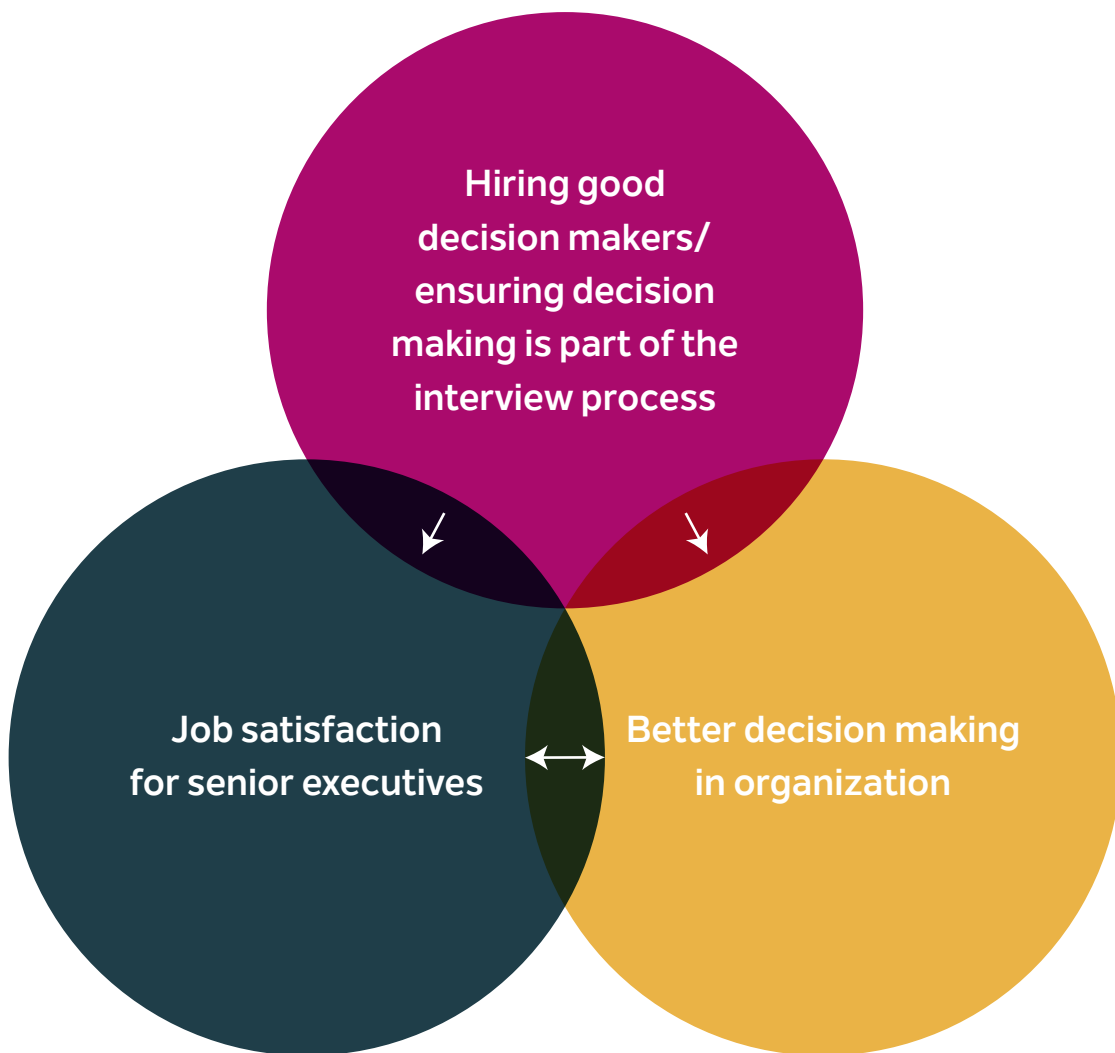 Hiring good
decision makers/
ensuring decision
making is part of the
interview process
Job satisfaction
for senior executives
Better decision making
in organization